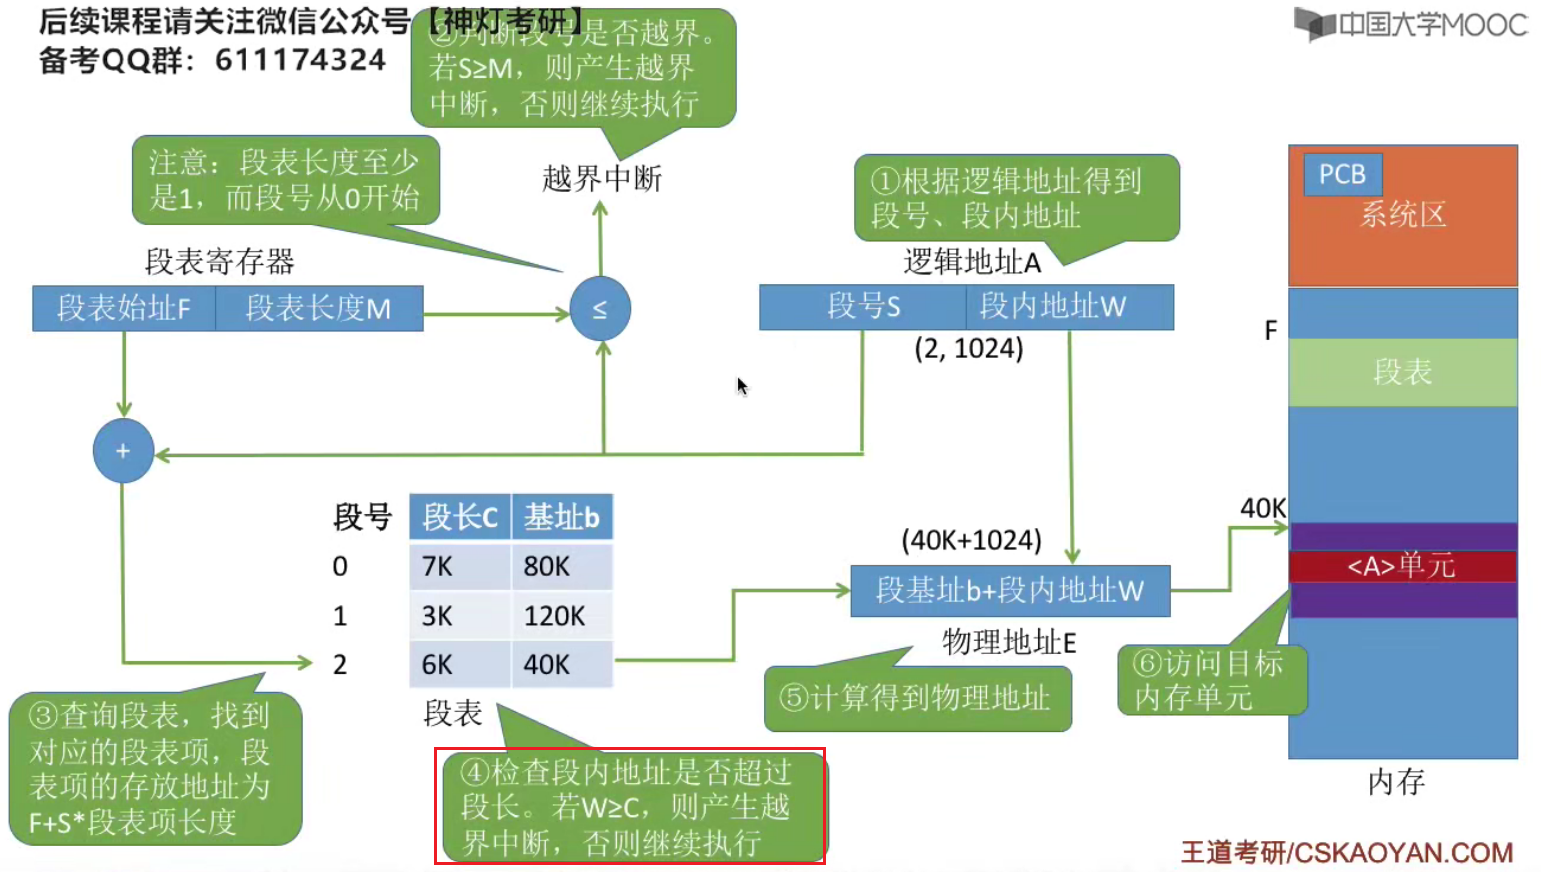 后续课程请关注微信公众号【神灯考研】
备考QQ群：611174324
中国大学MOOC
②判断段号是否越界。
若S≥M，则产生越界
中断，否则继续执行
注意：段表长度至少
是1，而段号从0开始
越界中断
①根据逻辑地址得到
段号、段内地址
PCB
系统区
段表寄存器
逻辑地址A
段表始址F 段表长度M
≤
段号S 段内地址W
(2, 1024)
F
段表
+
段号 段长C 基址b
0 7K 80K
1 3K 120K
2 6K 40K
段表
(40K+1024)
段基址b+段内地址W
物理地址E
40K
<A>单元
③查询段表，找到
对应的段表项，段
表项的存放地址为
F+S*段表项长度
④检查段内地址是否超过
段长。若W≥C，则产生越
界中断，否则继续执行
⑤计算得到物理地址
⑥访问目标
内存单元
内存
王道考研/CSKAOYAN.COM